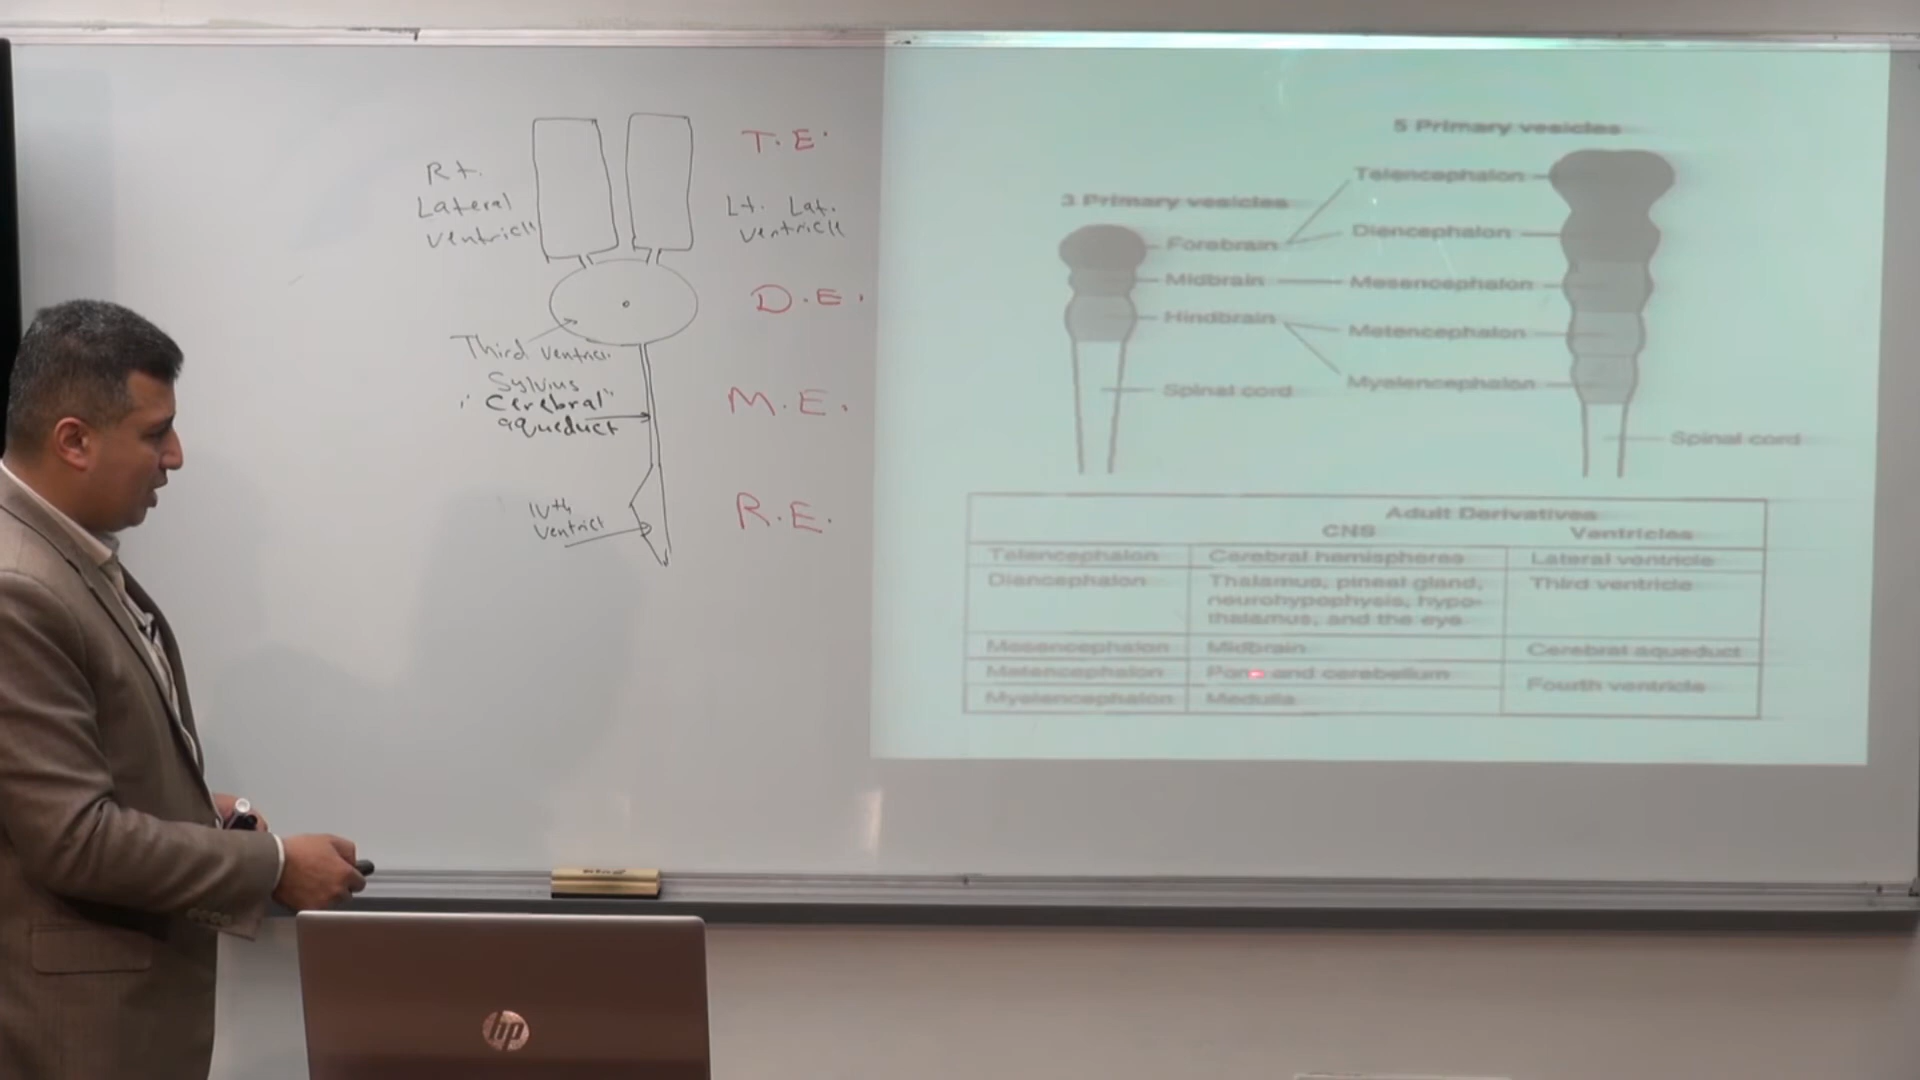 Rt.
Lateral
Ventricle
T.E.
Lt. Lat.
Ventricle
D.E.
Third Ventric.
Sylvius
"Cerebral"
aqueduct
M.E.
IVth
Ventricl
R.E.
5 Primary vesicles
3 Primary vesicles
Telencephalon
Forebrain
Diencephalon
Midbrain
Mesencephalon
Hindbrain
Metencephalon
Myelencephalon
Spinal cord
Spinal cord
Adult Derivatives
CNS Ventricles
Telencephalon Cerebral hemispheres Lateral ventricle
Diencephalon Thalamus, pineal gland, Third ventricle
neurohypophysis, hypo-
thalamus, and the eye
Mesencephalon Midbrain Cerebral aqueduct
Metencephalon Pons and cerebellum Fourth ventricle
Myelencephalon Medulla
hp